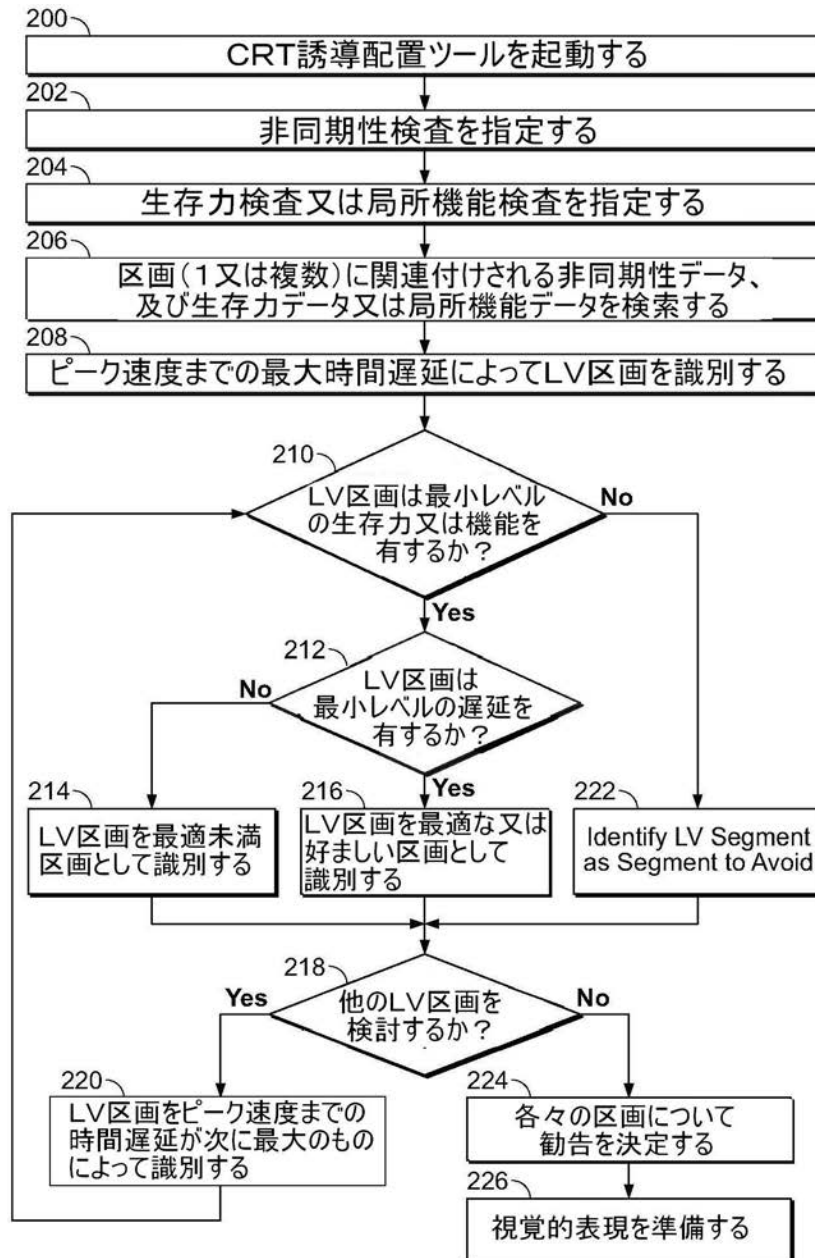 200
CRT誘導配置ツールを起動する
202
非同期性検査を指定する
204
生存力検査又は局所機能検査を指定する
206
区画(1又は複数)に関連付けされる非同期性データ、
及び生存力データ又は局所機能データを検索する
208
ピーク速度までの最大時間遅延によってLV区画を識別する
210
LV区画は最小レベル
の生存力又は機能を
有するか?
No
Yes
212
LV区画は
最小レベルの遅延を
有するか?
No
Yes
214
LV区画を最適未満
区画として識別する
216
LV区画を最適な又は
好ましい区画として
識別する
222
Identify LV Segment
as Segment to Avoid
218
他のLV区画を
検討するか?
Yes
No
220
LV区画をピーク速度までの
時間遅延が次に最大のもの
によって識別する
224
各々の区画について
勧告を決定する
226
視覚的表現を準備する